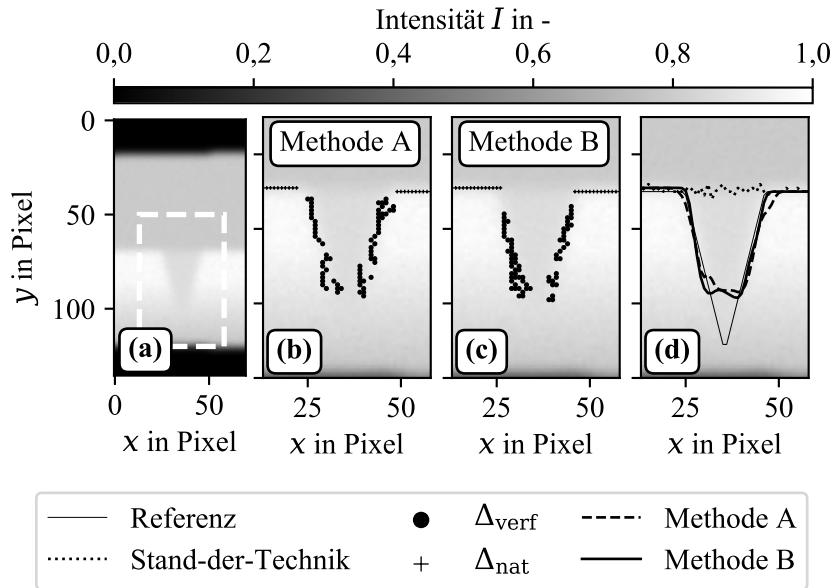 Intensität I in -
0,0 0,2 0,4 0,6 0,8 1,0
0
50
100
y in Pixel
Methode A
Methode B
(a)
(b)
(c)
(d)
0 50
25 50
25 50
25 50
x in Pixel
x in Pixel
x in Pixel
x in Pixel
Referenz
Δverf
Methode A
Stand-der-Technik
Δnat
Methode B